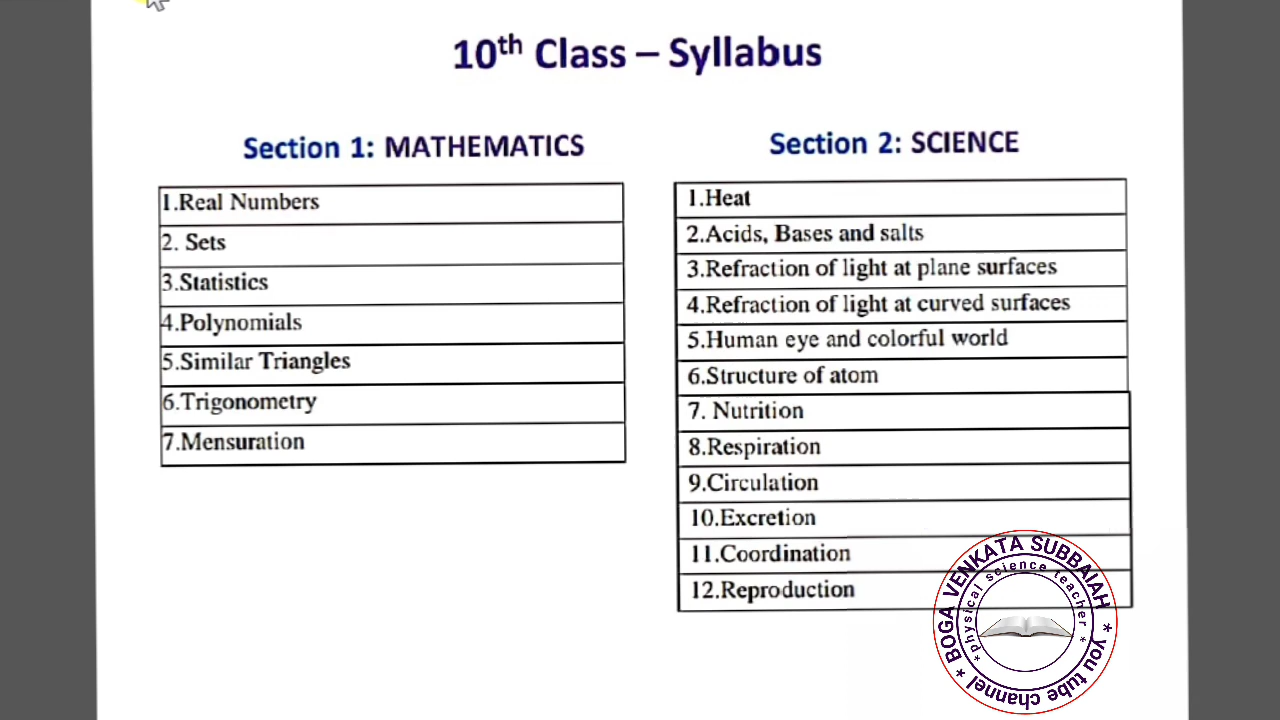 10th Class – Syllabus
Section 1: MATHEMATICS
1.Real Numbers
2. Sets
3.Statistics
4.Polynomials
5.Similar Triangles
6.Trigonometry
7.Mensuration
Section 2: SCIENCE
1.Heat
2.Acids, Bases and salts
3.Refraction of light at plane surfaces
4.Refraction of light at curved surfaces
5.Human eye and colorful world
6.Structure of atom
7. Nutrition
8.Respiration
9.Circulation
10.Excretion
11.Coordination
12.Reproduction
* BOGA VENKATA SUBBAIAH *
you tube channel
* physical science teacher *